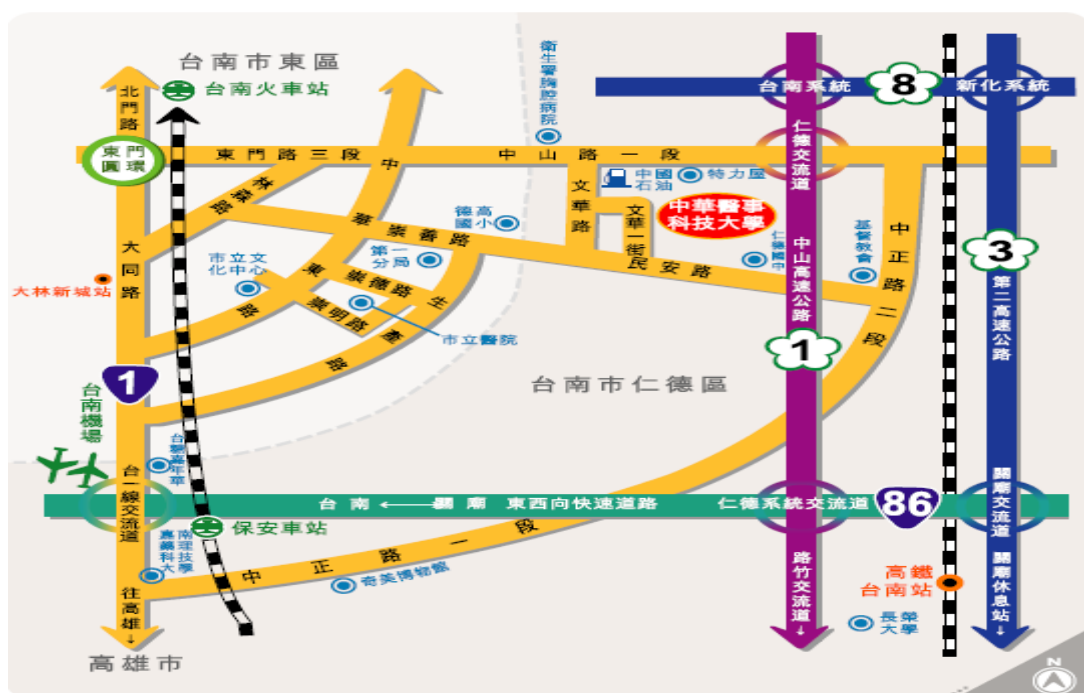 台南市東區
台南火車站
北門路
東門圓環
東門路三段
中山路一段
衛生署胸腔病院
台南系統
8
新化系統
仁德交流道
中國石油
特力屋
中華醫事
科技大學
文華路
文華一街
林森路
中華東路
崇善路
德高
國小
民安路
仁德國中
基督教會
中正路二段
中山高速公路
3
第二高速公路
大同路
大林新城站
市立文
化中心
第一
分局
崇德路
崇明路
生產路
市立醫院
1
1
台南市仁德區
台南機場
台糖嘉年華
台一線交流道
台南
關廟
東西向快速道路
仁德系統交流道
86
關廟交流道
保安車站
嘉南
藥理
科技
大學
中正路一段
奇美博物館
路竹交流道↓
高鐵
台南站
長榮
大學
關廟休息站↓
往高雄↓
高雄市
N